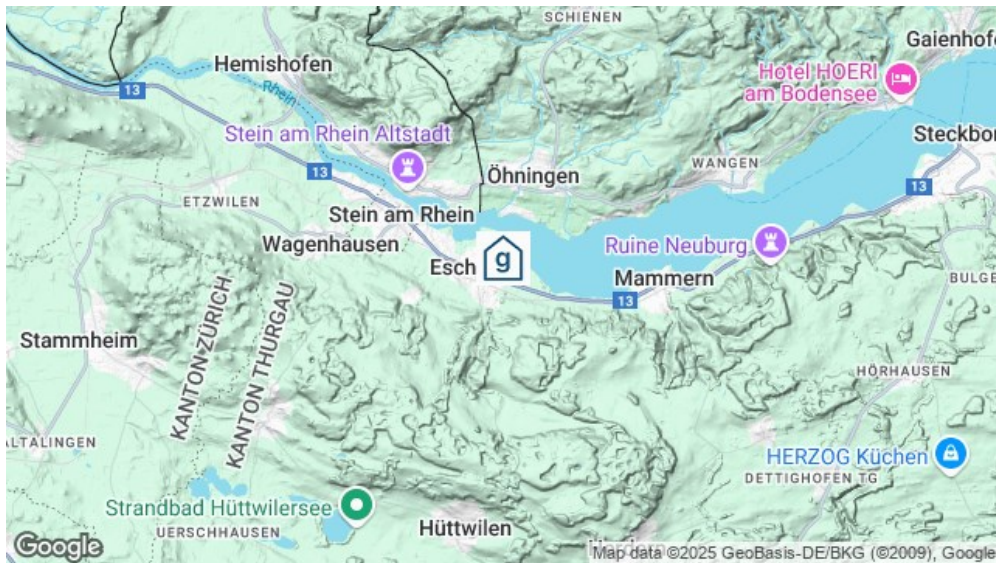 SCHIENEN
Gaienhofe
Hemishofen
Hotel HOERI
am Bodensee
13
Rhein
Stein am Rhein Altstadt
Steckbor
WANGEN
13
Öhningen
13
ETZWILEN
Stein am Rhein
Wagenhausen
Ruine Neuburg
g
Esch
Mammern
BULGE
13
KANTON ZÜRICH
KANTON THURGAU
Stammheim
HÖRHAUSEN
ALTALINGEN
HERZOG Küchen
DETTIGHOFEN TG
Strandbad Hüttwilersee
UERSCHHAUSEN
Hüttwilen
Google
Map data ©2025 GeoBasis-DE/BKG (©2009), Google